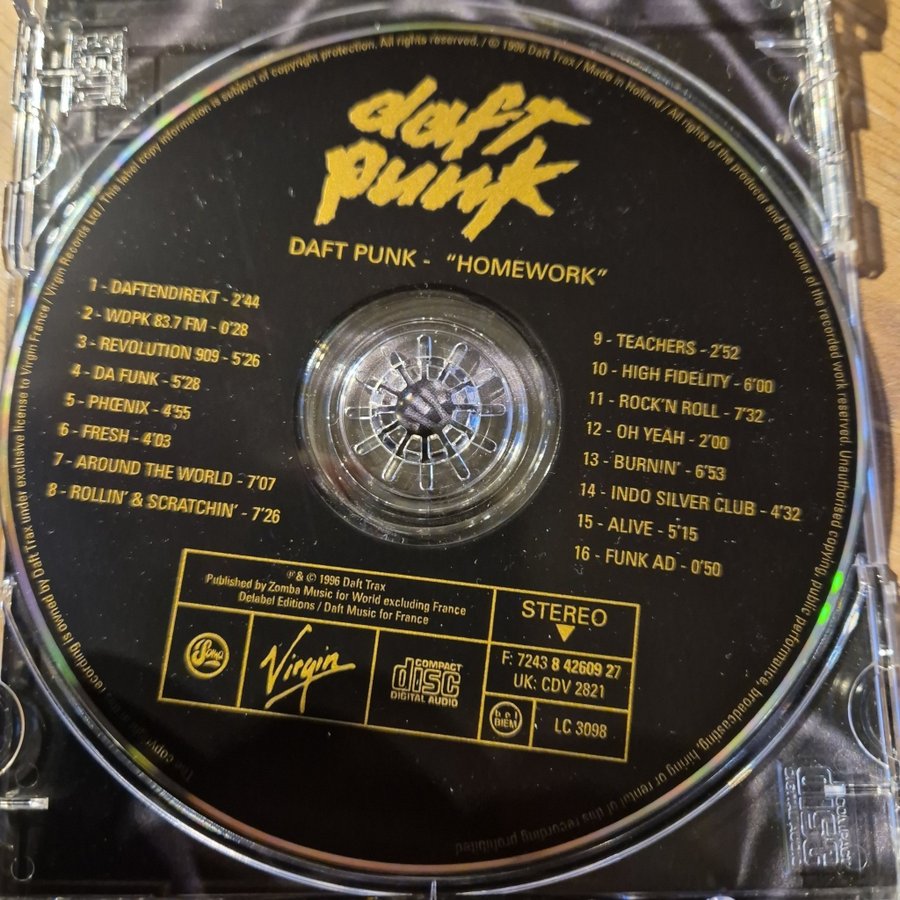 recording is owned by Daft Trax under exclusive license to Virgin France / Virgin Records Ltd / This label copy information is subject of copyright protection. All rights reserved. / © 1996 Daft Trax / Made in Holland / All rights of the producer and the owner of the recorded work reserved. Unauthorised copying, public performance, broadcasting, hiring or rental of this recording prohibited
daft
punk
DAFT PUNK - "HOMEWORK"
1 - DAFTENDIREKT - 2'44
2 - WDPK 83.7 FM - 0'28
3 - REVOLUTION 909 - 5'26
4 - DA FUNK - 5'28
5 - PHŒNIX - 4'55
6 - FRESH - 4'03
7 - AROUND THE WORLD - 7'07
8 - ROLLIN' & SCRATCHIN' - 7'26
9 - TEACHERS - 2'52
10 - HIGH FIDELITY - 6'00
11 - ROCK'N ROLL - 7'32
12 - OH YEAH - 2'00
13 - BURNIN' - 6'53
14 - INDO SILVER CLUB - 4'32
15 - ALIVE - 5'15
16 - FUNK AD - 0'50
℗ & © 1996 Daft Trax
Published by Zomba Music for World excluding France
Delabel Editions / Daft Music for France
STEREO
F: 7243 8 42609 27
UK: CDV 2821
Soma
Virgin
COMPACT
disc
DIGITAL AUDIO
bel
BIEM
LC 3098
COMPACT
disc
DIGITAL AUDIO